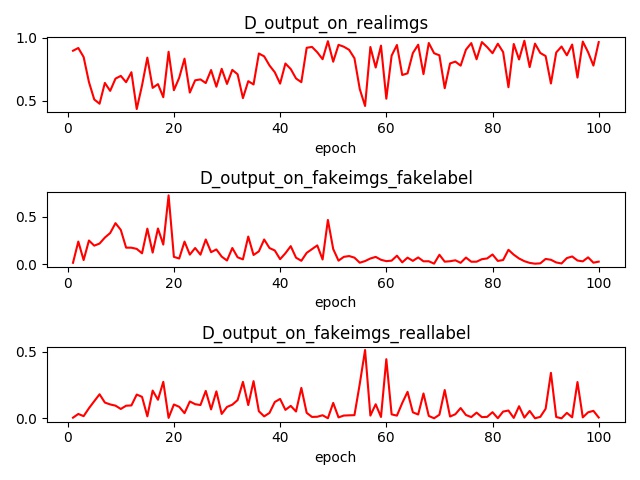 D_output_on_realimgs
1.0
0.5
0 20 40 60 80 100
epoch
D_output_on_fakeimgs_fakelabel
0.5
0.0
0 20 40 60 80 100
epoch
D_output_on_fakeimgs_reallabel
0.5
0.0
0 20 40 60 80 100
epoch